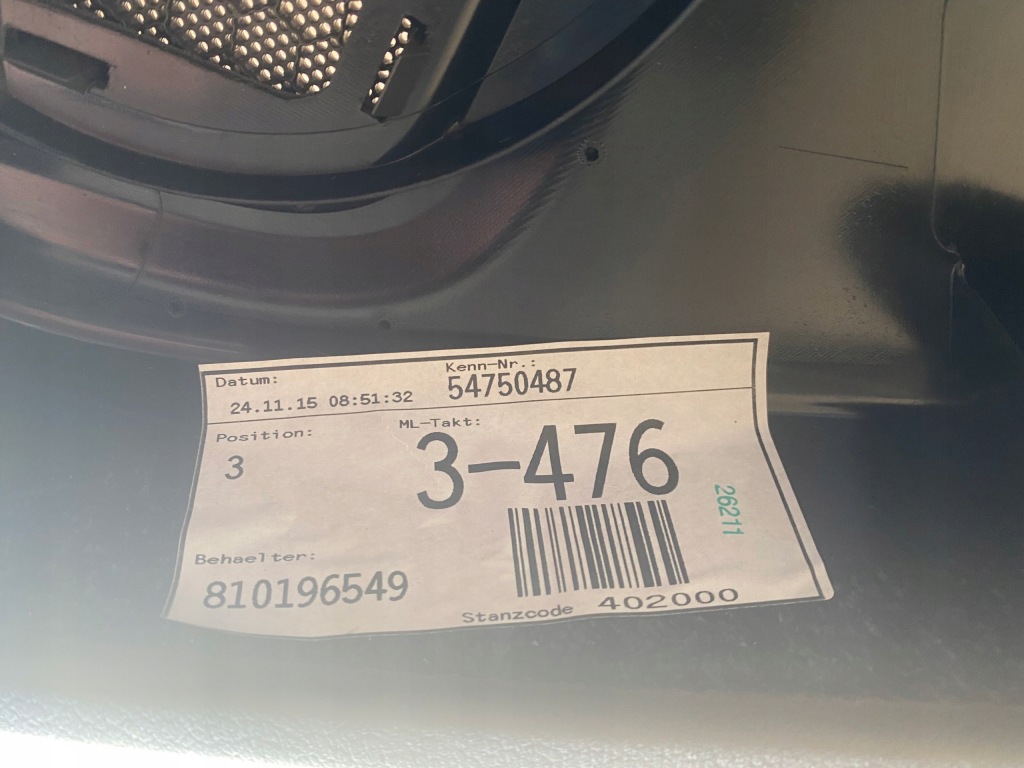 Datum:
Kenn-Nr.:
24.11.15 08:51:32
54750487
Position:
ML-Takt:
3
3-476
26211
Behaelter:
810196549
Stanzcode 402000